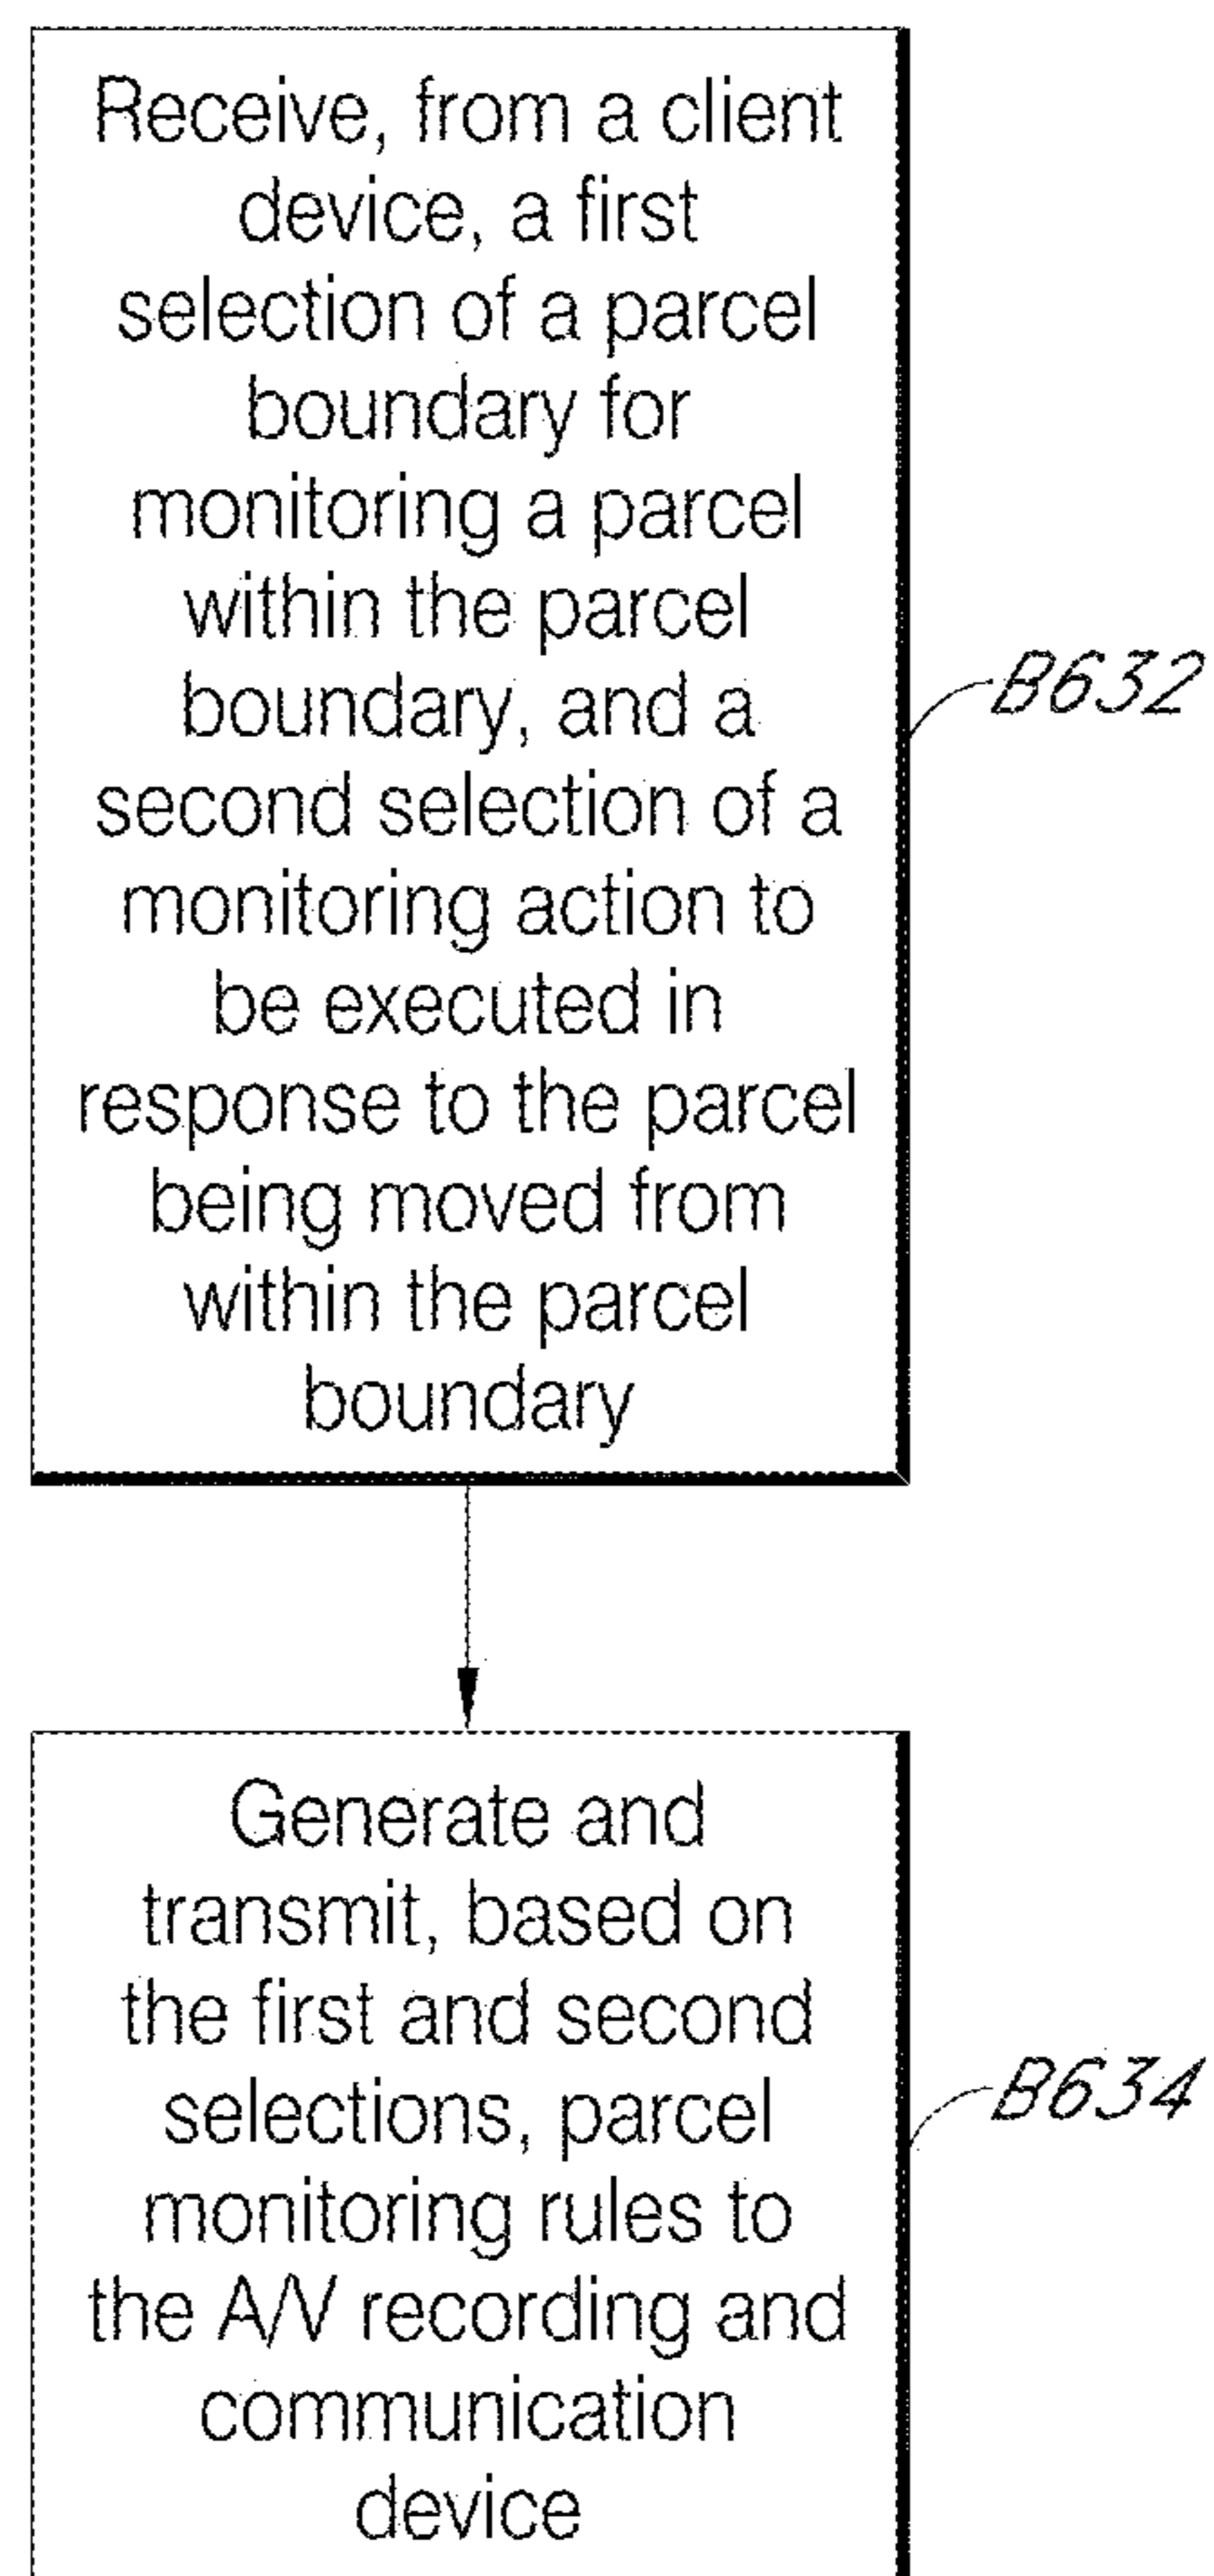 Receive, from a client
device, a first
selection of a parcel
boundary for
monitoring a parcel
within the parcel
boundary, and a
second selection of a
monitoring action to
be executed in
response to the parcel
being moved from
within the parcel
boundary
B632
Generate and
transmit, based on
the first and second
selections, parcel
monitoring rules to
the A/V recording and
communication
device
B634